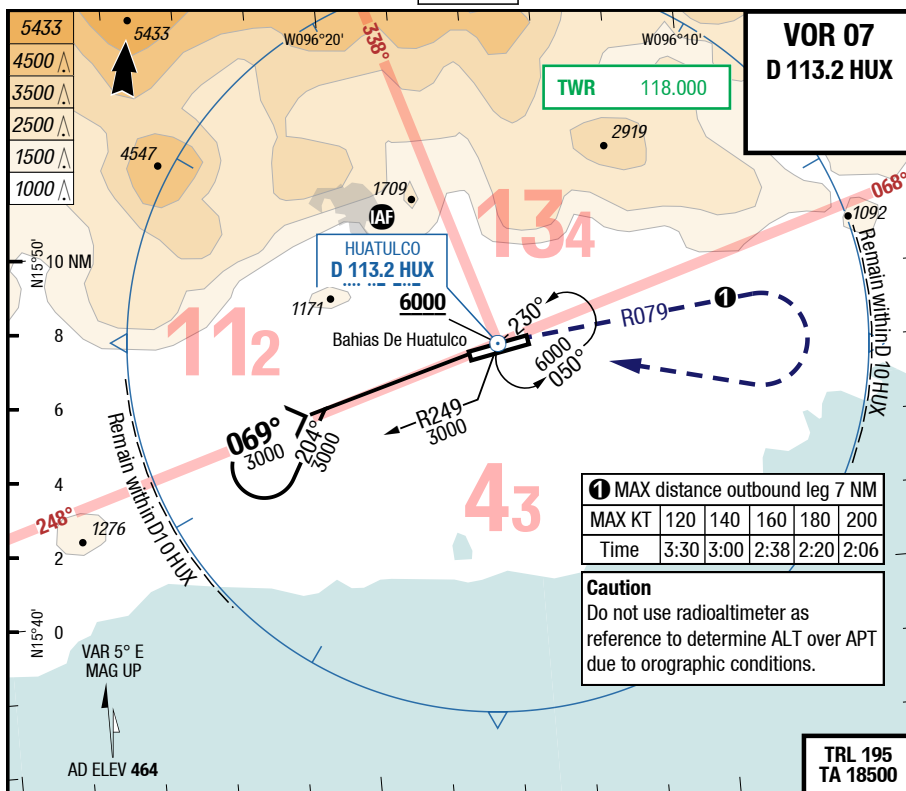 5433
4500
3500
2500
1500
1000
5433
W096°20'
W096°10'
338°
VOR 07
D 113.2 HUX
TWR 118.000
4547
2919
1709
IAF
134
068°
1092
HUATULCO
D 113.2 HUX
6000
N15°50'
10 NM
1171
112
Bahias De Huatulco
230°
6000
050°
R079
1
Remain within D10 HUX
8
6
4
2
0
069°
3000
204°
3000
R249
3000
43
248°
1276
Remain within D10 HUX
N15°40'
1 MAX distance outbound leg 7 NM
MAX KT 120 140 160 180 200
Time 3:30 3:00 2:38 2:20 2:06
Caution
Do not use radioaltimeter as
reference to determine ALT over APT
due to orographic conditions.
VAR 5° E
MAG UP
AD ELEV 464
TRL 195
TA 18500